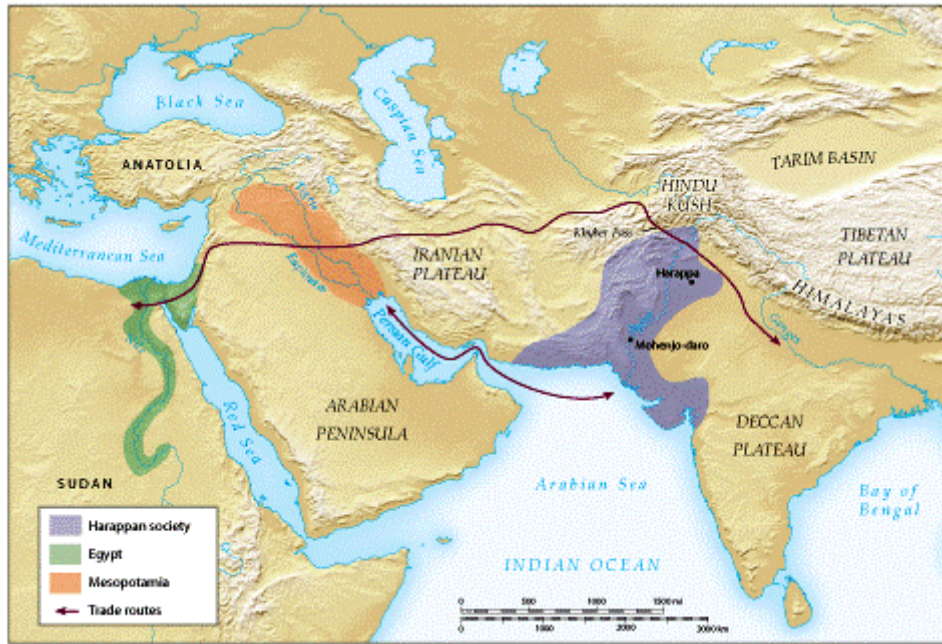 Black Sea
Caspian Sea
ANATOLIA
TARIM BASIN
HINDU
KUSH
Tigris
Mediterranean Sea
Khyber Pass
TIBETAN
PLATEAU
IRANIAN
PLATEAU
Euphrates
Harappa
HIMALAYAS
Persian Gulf
Indus
Ganges
Mohenjo-daro
Nile
ARABIAN
PENINSULA
Red Sea
DECCAN
PLATEAU
SUDAN
Arabian Sea
Bay of
Bengal
Harappan society
Egypt
Mesopotamia
Trade routes
INDIAN OCEAN
0 500 1000 1500 mi
0 1000 2000 3000 km